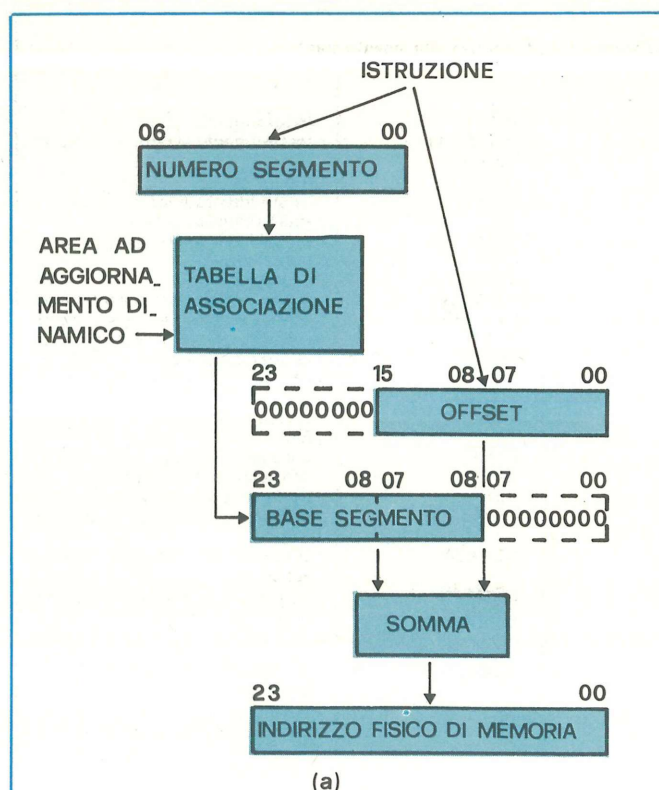 ISTRUZIONE
06 00
NUMERO SEGMENTO
AREA AD
AGGIORNA_
MENTO DI_
NAMICO
TABELLA DI
ASSOCIAZIONE
23 15 08 07 00
00000000 OFFSET
23 08 07 08 07 00
BASE SEGMENTO 00000000
SOMMA
23 00
INDIRIZZO FISICO DI MEMORIA
(a)